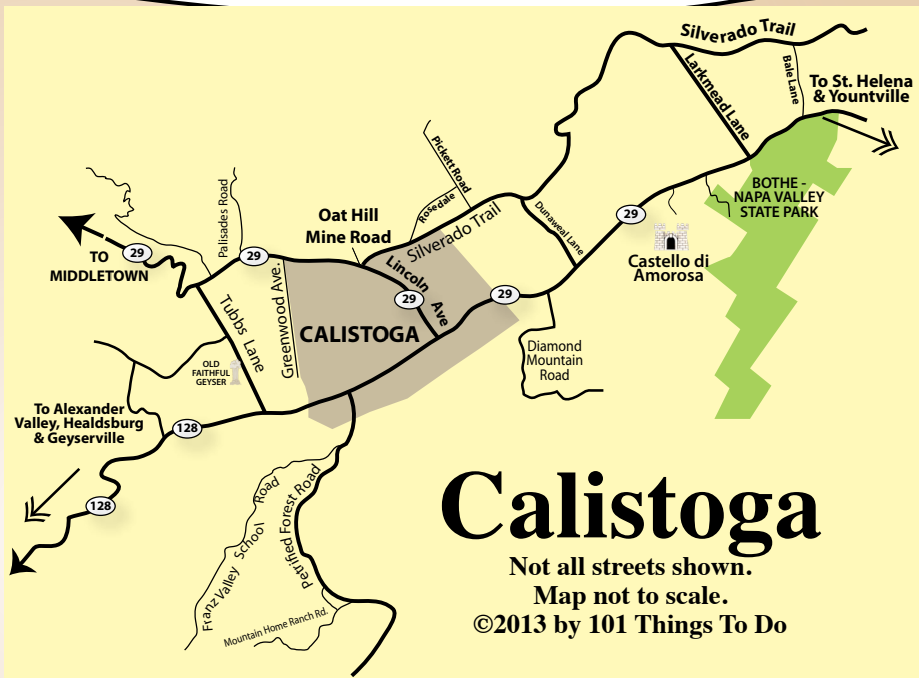 Silverado Trail
Larkmead Lane
Bale Lane
To St. Helena
& Yountville
BOTHE -
NAPA VALLEY
STATE PARK
Pickett Road
Rosedale
Silverado Trail
Dunaweal Lane
29
Castello di
Amorosa
Palisades Road
Oat Hill
Mine Road
29
TO
MIDDLETOWN
29
Lincoln Ave
29
29
Tubbs Lane
Greenwood Ave.
CALISTOGA
OLD
FAITHFUL
GEYSER
Diamond
Mountain
Road
To Alexander
Valley, Healdsburg
& Geyserville
128
128
Franz Valley School Road
Petrified Forest Road
Mountain Home Ranch Rd.
Calistoga
Not all streets shown.
Map not to scale.
©2013 by 101 Things To Do